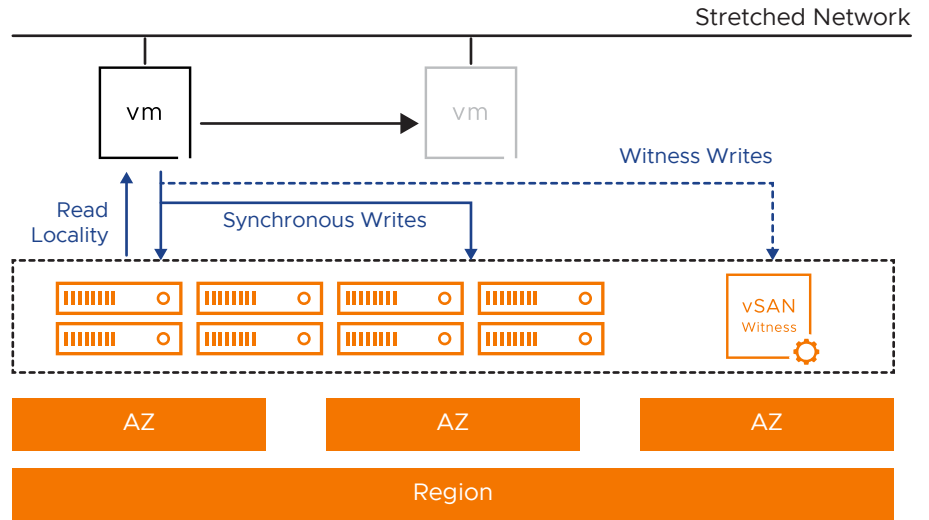 Stretched Network
vm
vm
Witness Writes
Read
Locality
Synchronous Writes
vSAN
Witness
AZ
AZ
AZ
Region